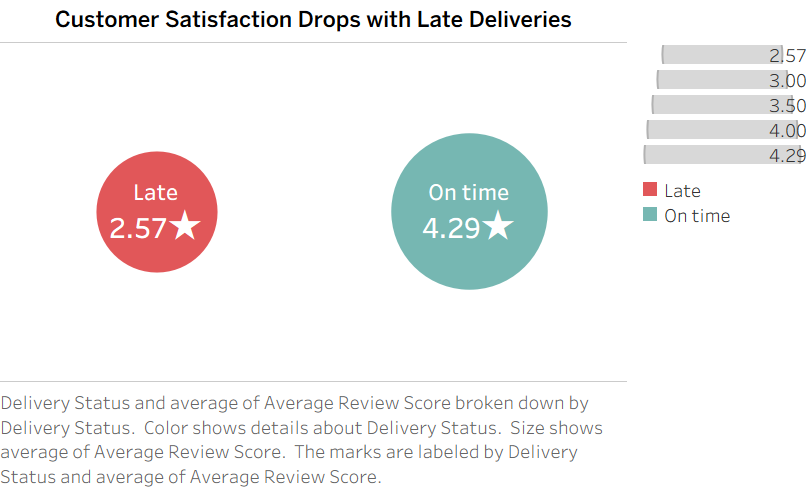 Customer Satisfaction Drops with Late Deliveries
2.57
3.00
3.50
4.00
4.29
Late
On time
Late
2.57★
On time
4.29★
Delivery Status and average of Average Review Score broken down by
Delivery Status.  Color shows details about Delivery Status.  Size shows
average of Average Review Score.  The marks are labeled by Delivery
Status and average of Average Review Score.